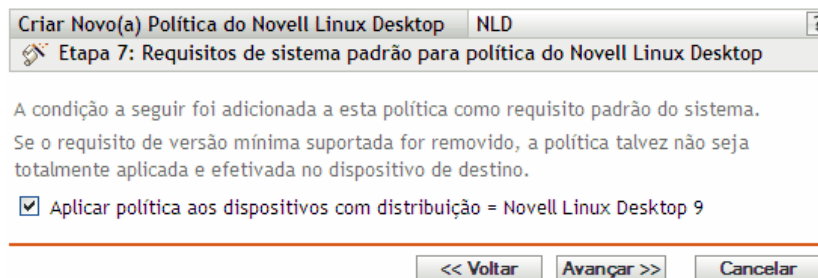 Criar Novo(a) Política do Novell Linux Desktop NLD ?
Etapa 7: Requisitos de sistema padrão para política do Novell Linux Desktop
A condição a seguir foi adicionada a esta política como requisito padrão do sistema.
Se o requisito de versão mínima suportada for removido, a política talvez não seja
totalmente aplicada e efetivada no dispositivo de destino.
Aplicar política aos dispositivos com distribuição = Novell Linux Desktop 9
<< Voltar Avançar >> Cancelar